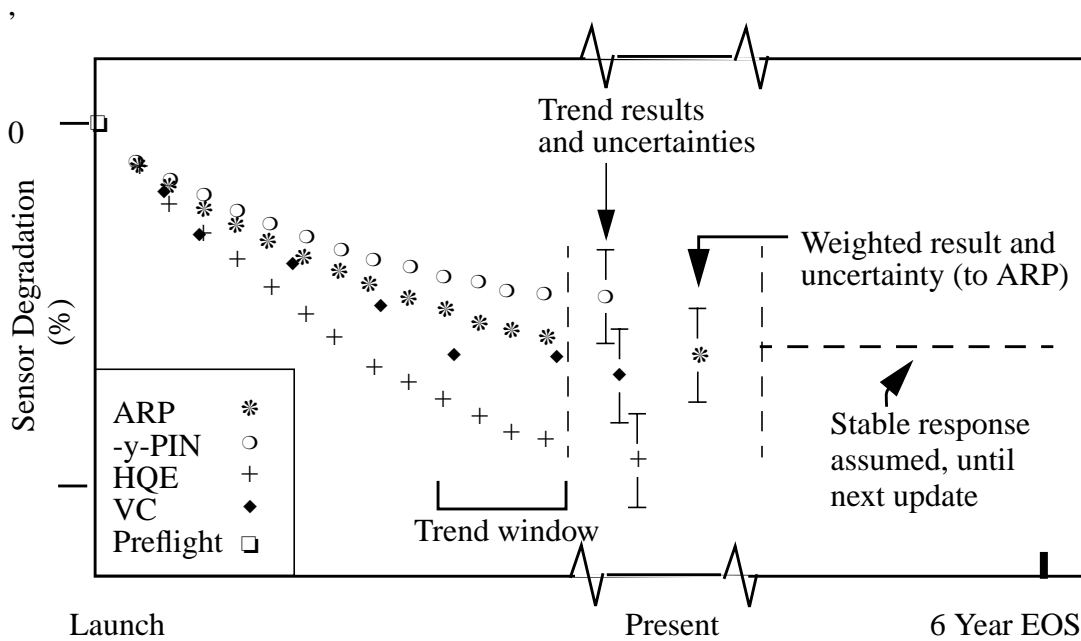 ,
Trend results
and uncertainties
0
Weighted result and
uncertainty (to ARP)
Sensor Degradation
(%)
ARP
-y-PIN
HQE
VC
Preflight
Stable response
assumed, until
next update
Trend window
Launch
Present
6 Year EOS